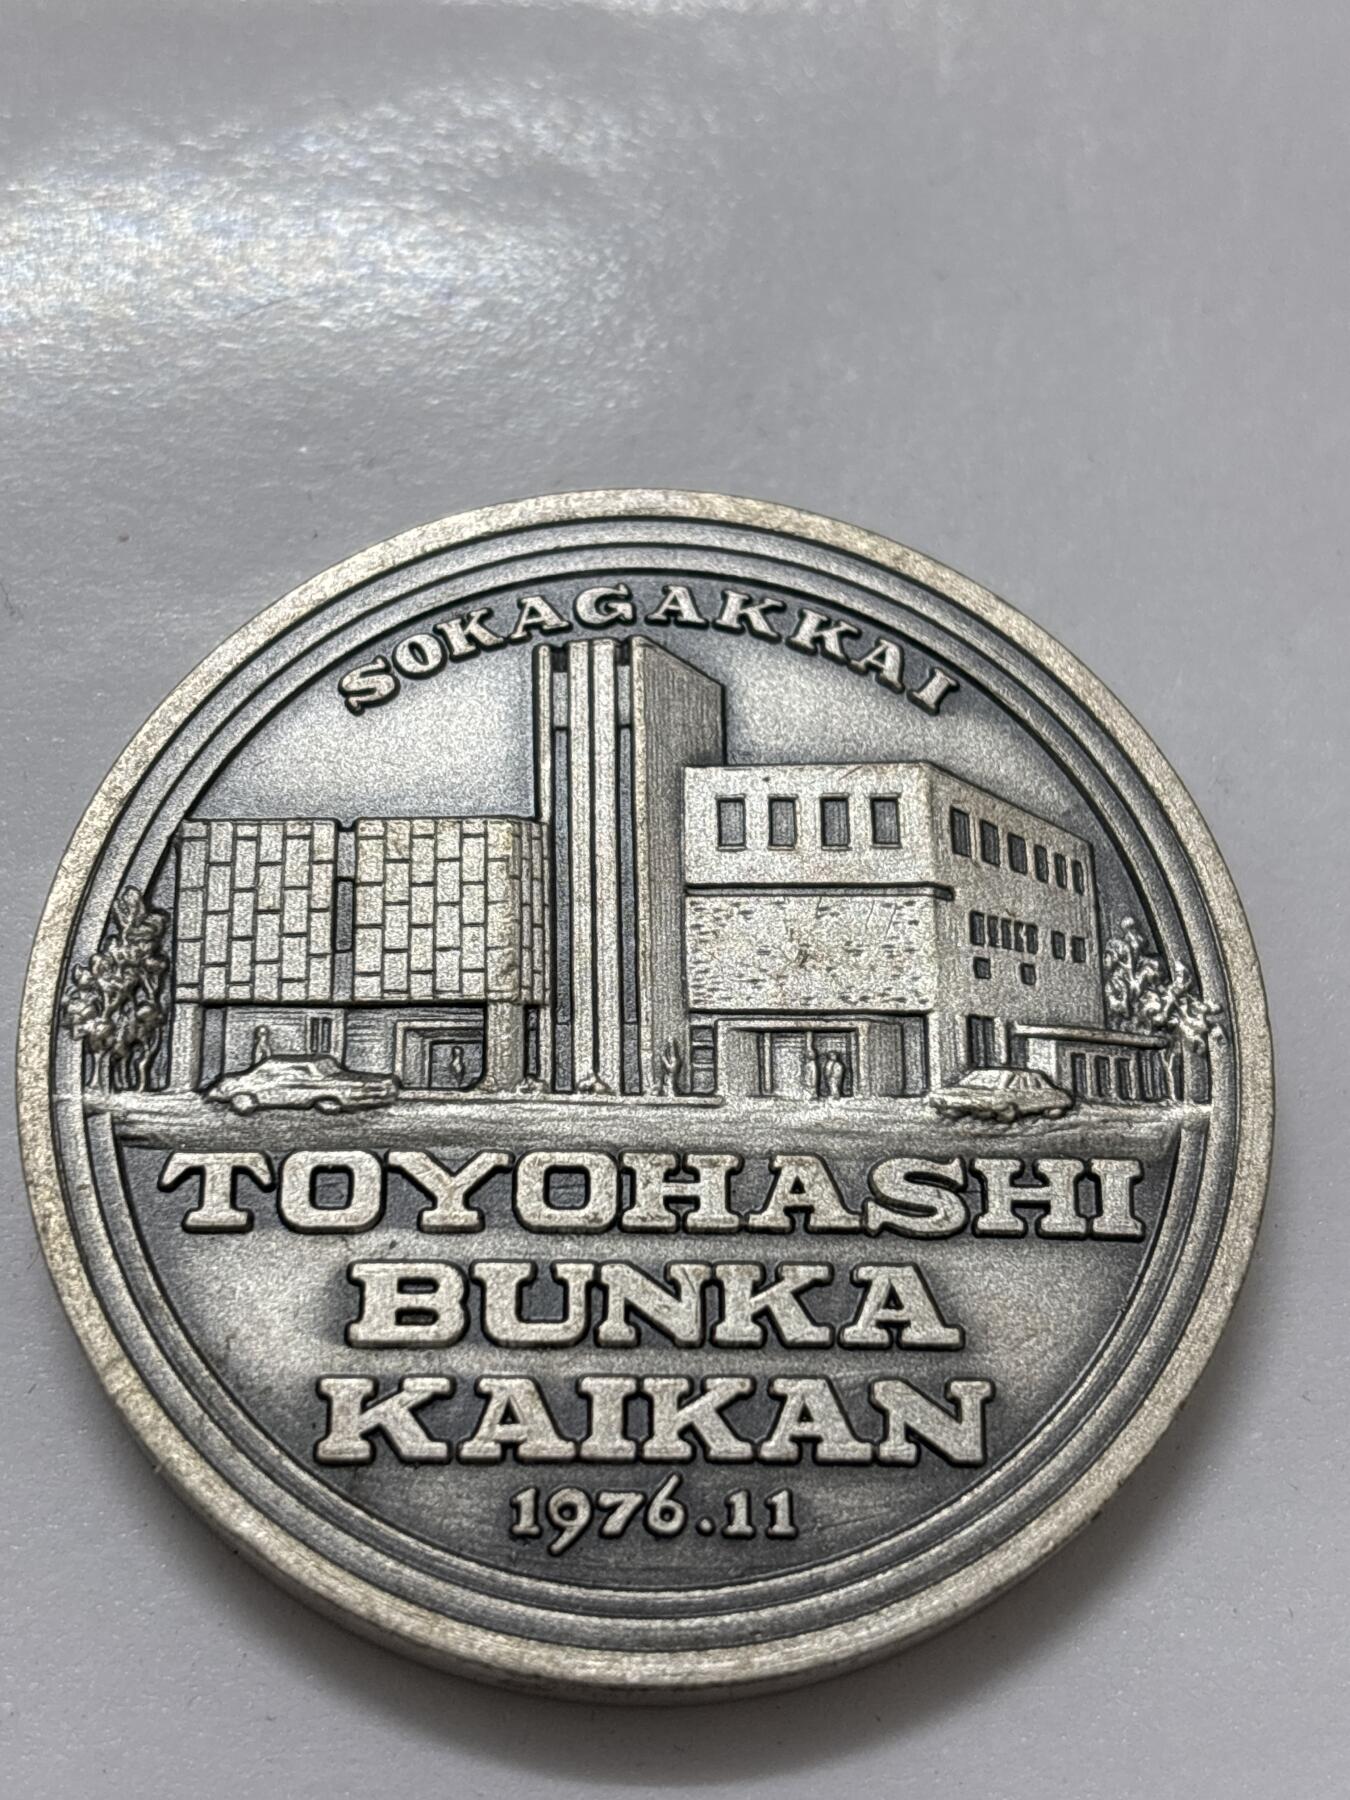 SOKAGAKKAI
TOYOHASHI
BUNKA
KAIKAN
1976.11